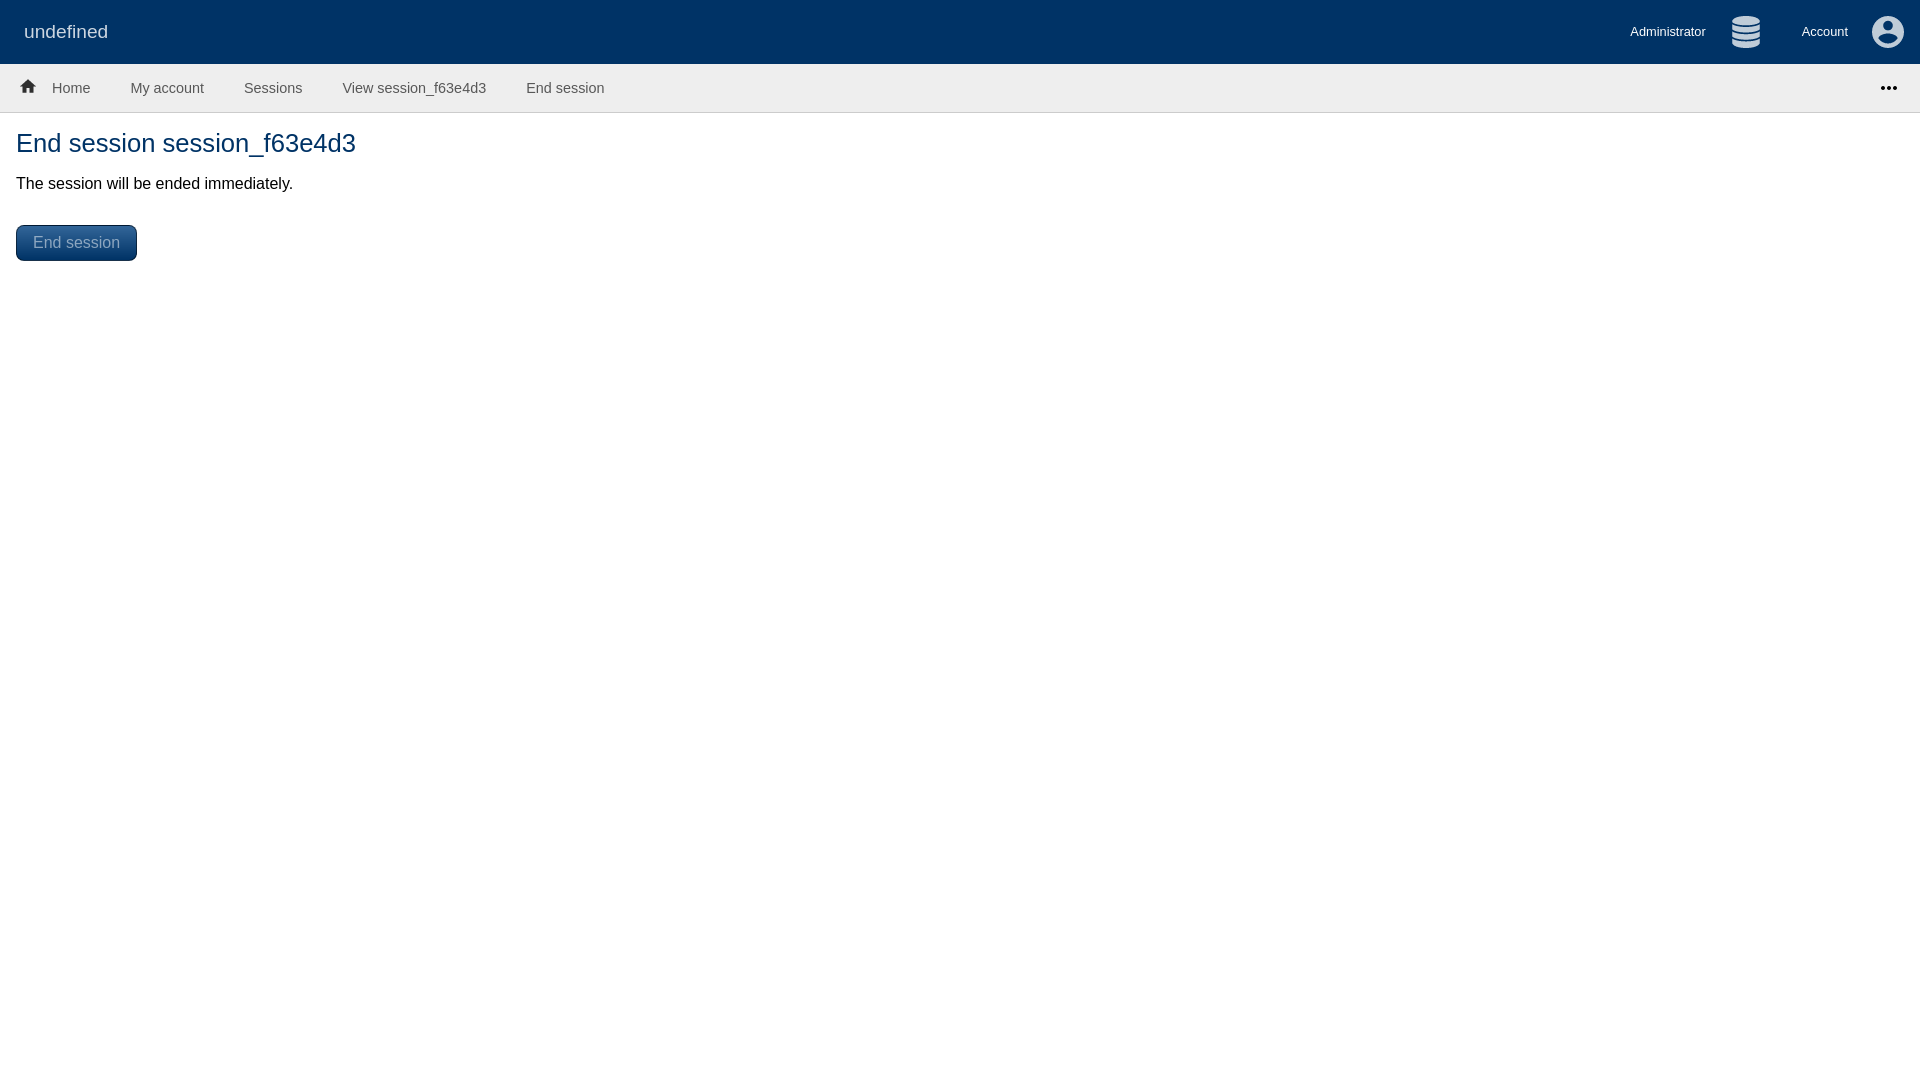 undefined
Administrator
Account
Home
My account
Sessions
View session_f63e4d3
End session
End session session_f63e4d3
The session will be ended immediately.
End session